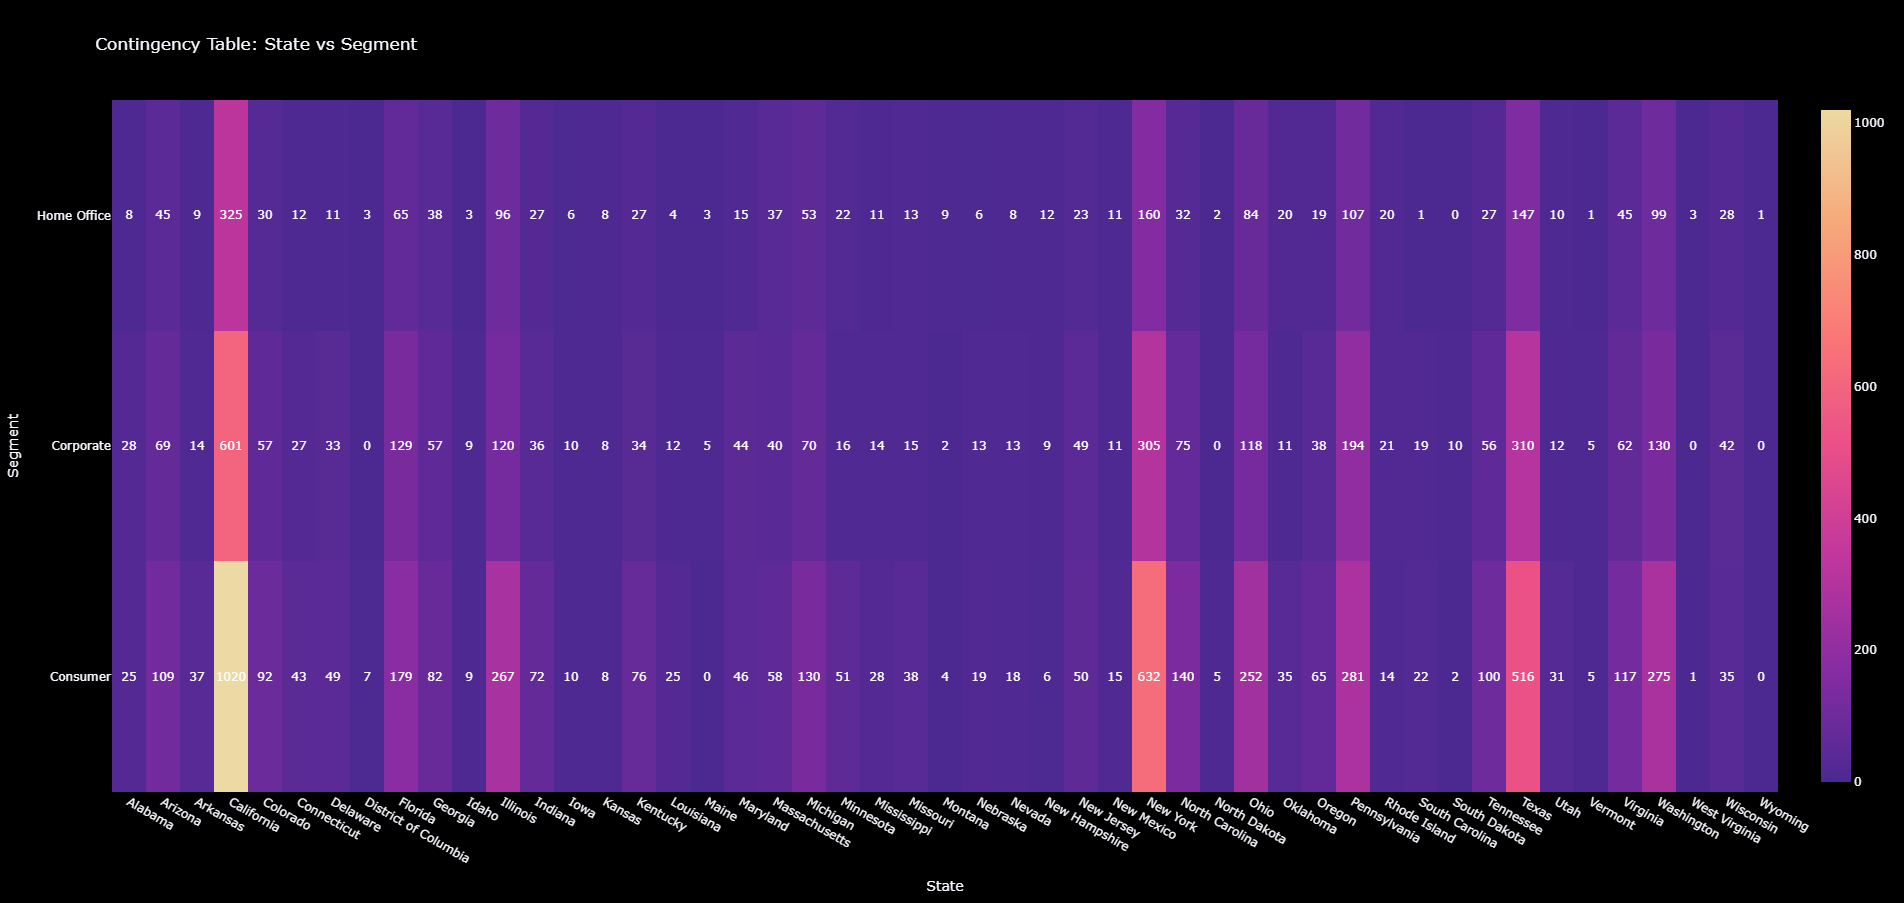 Contingency Table: State vs Segment
1000
800
600
400
200
0
Segment
Home Office 8 45 9 325 30 12 11 3 65 38 3 96 27 6 8 27 4 3 15 37 53 22 11 13 9 6 8 12 23 11 160 32 2 84 20 19 107 20 1 0 27 147 10 1 45 99 3 28 1
Corporate 28 69 14 601 57 27 33 0 129 57 9 120 36 10 8 34 12 5 44 40 70 16 14 15 2 13 13 9 49 11 305 75 0 118 11 38 194 21 19 10 56 310 12 5 62 130 0 42 0
Consumer 25 109 37 1020 92 43 49 7 179 82 9 267 72 10 8 76 25 0 46 58 130 51 28 38 4 19 18 6 50 15 632 140 5 252 35 65 281 14 22 2 100 516 31 5 117 275 1 35 0
Alabama
Arizona
Arkansas
California
Colorado
Connecticut
Delaware
District of Columbia
Florida
Georgia
Idaho
Illinois
Indiana
Iowa
Kansas
Kentucky
Louisiana
Maine
Maryland
Massachusetts
Michigan
Minnesota
Mississippi
Missouri
Montana
Nebraska
Nevada
New Hampshire
New Jersey
New Mexico
New York
North Carolina
North Dakota
Ohio
Oklahoma
Oregon
Pennsylvania
Rhode Island
South Carolina
South Dakota
Tennessee
Texas
Utah
Vermont
Virginia
Washington
West Virginia
Wisconsin
Wyoming
State